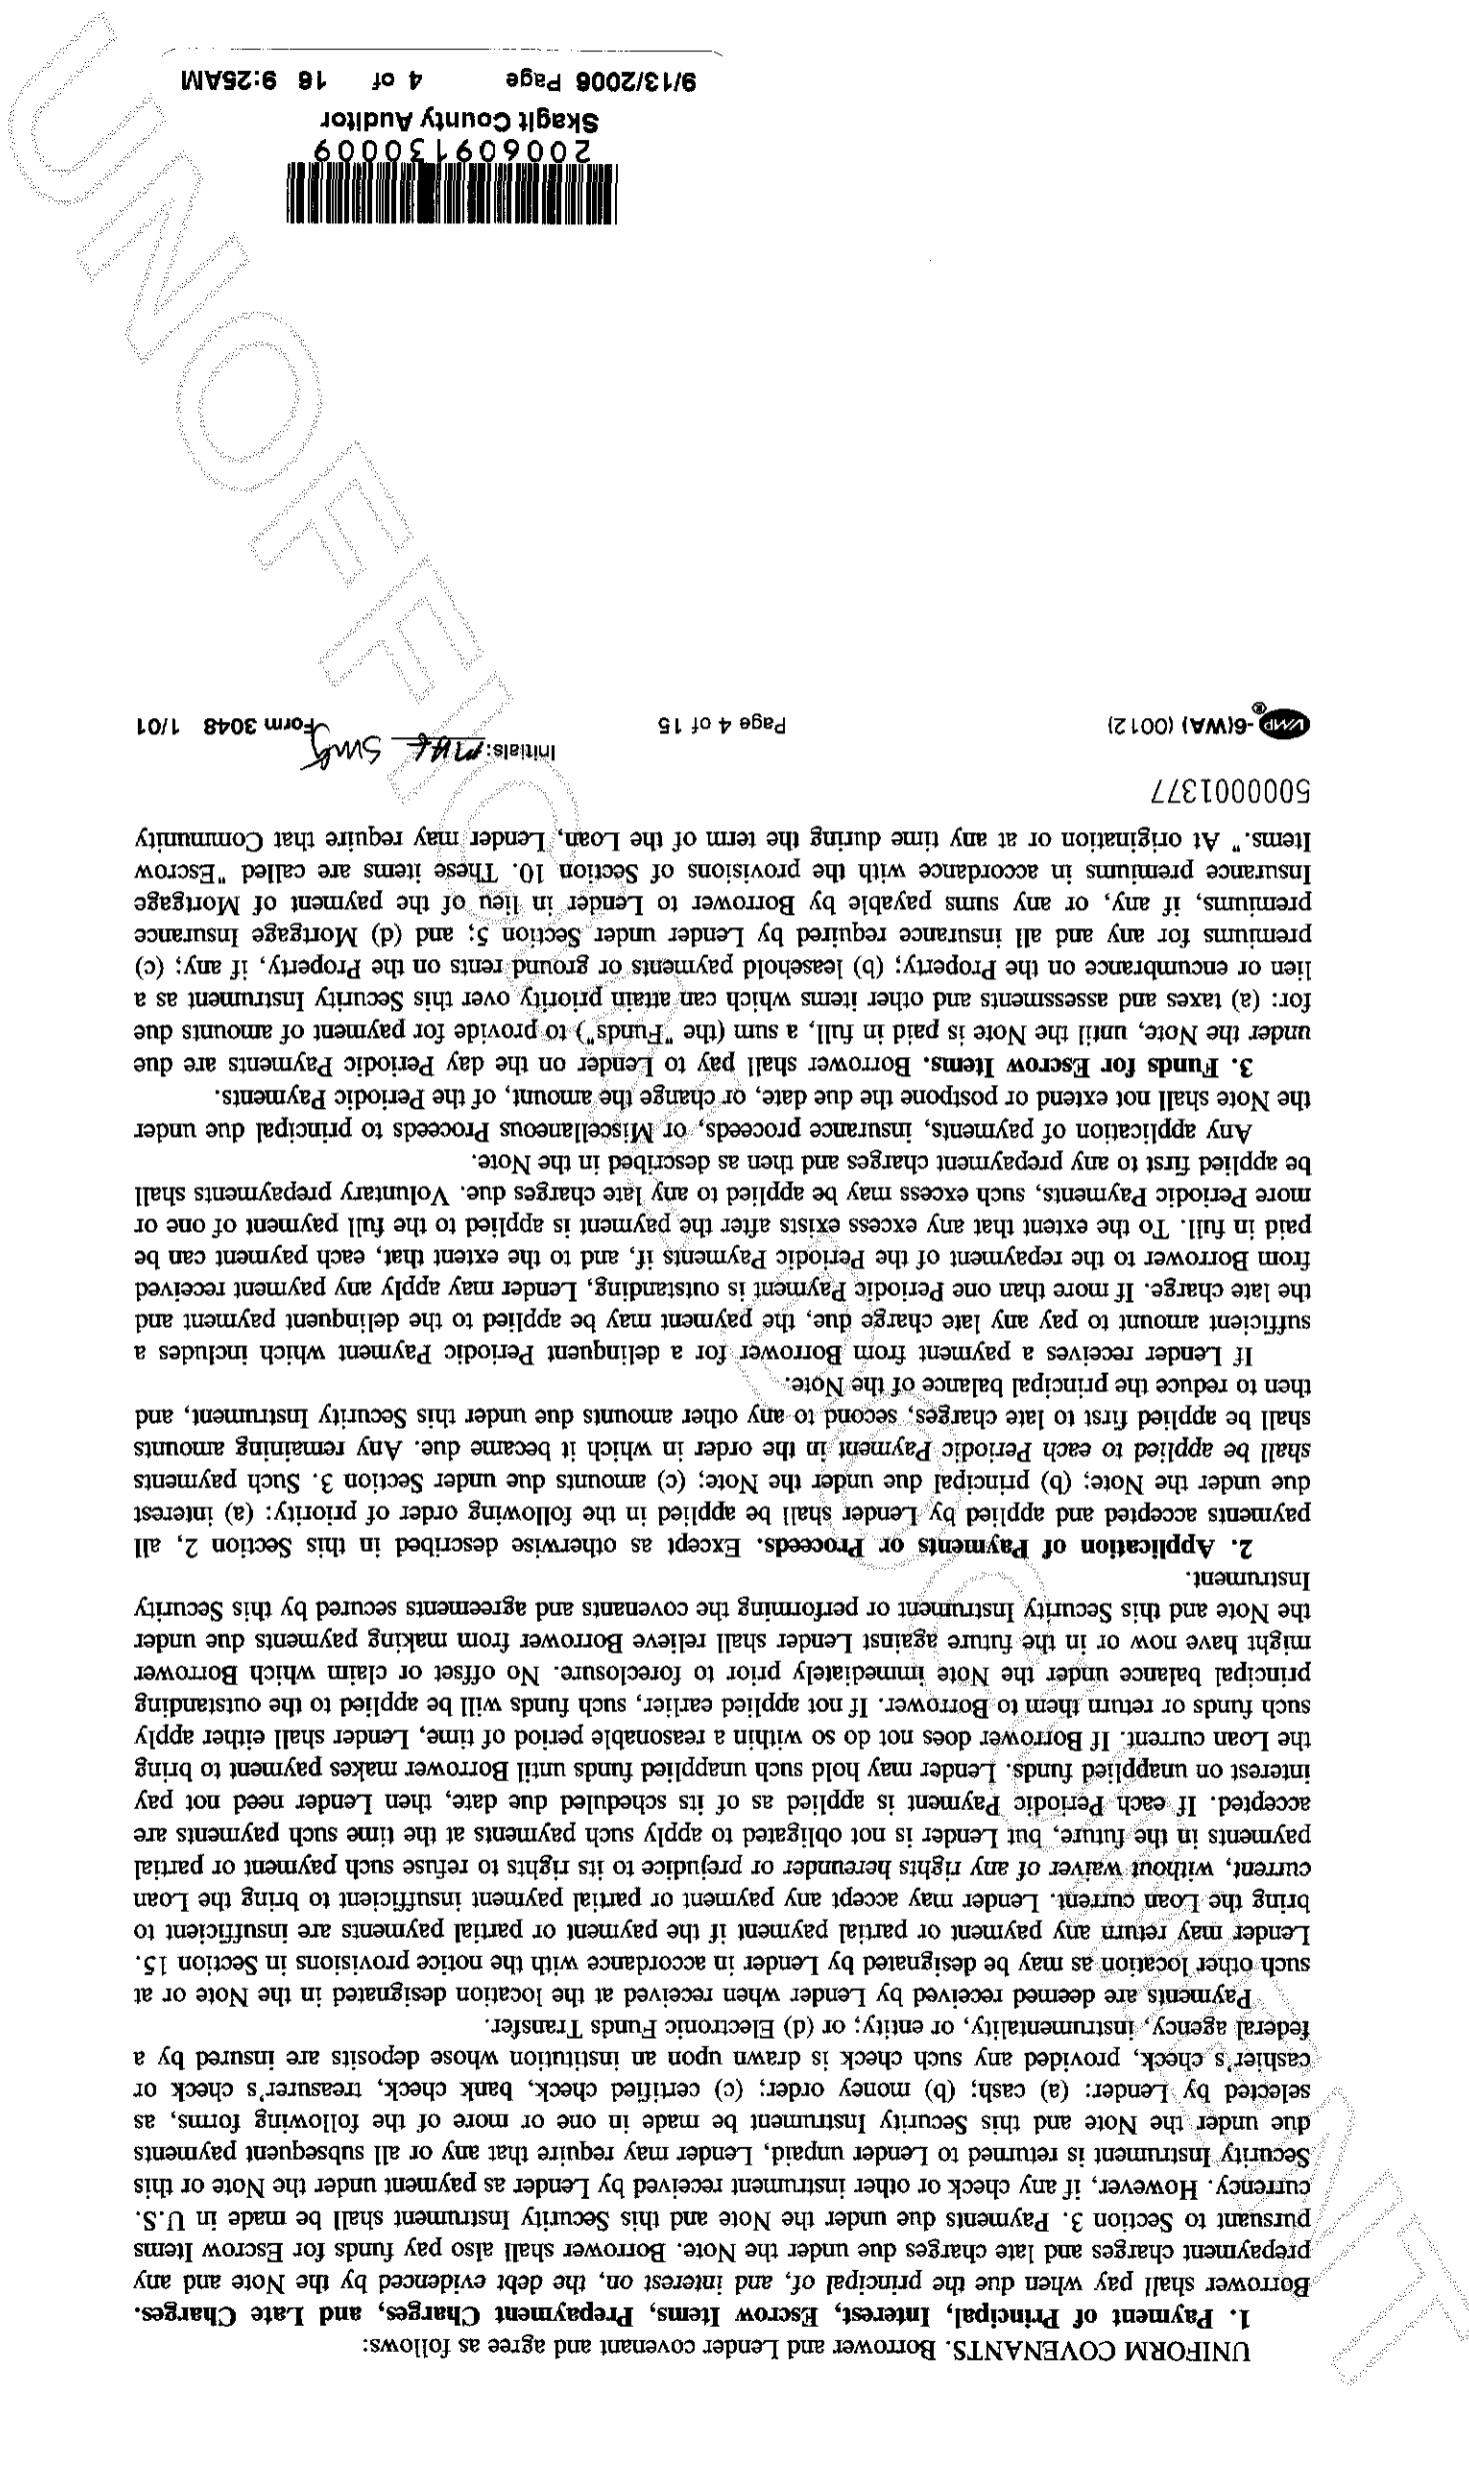 UNIFORM COVENANTS. Borrower and Lender covenant and agree as follows:
1. Payment of Principal, Interest, Escrow Items, Prepayment Charges, and Late Charges.
Borrower shall pay when due the principal of, and interest on, the debt evidenced by the Note and any
prepayment charges and late charges due under the Note. Borrower shall also pay funds for Escrow Items
pursuant to Section 3. Payments due under the Note and this Security Instrument shall be made in U.S.
currency. However, if any check or other instrument received by Lender as payment under the Note or this
Security Instrument is returned to Lender unpaid, Lender may require that any or all subsequent payments
due under the Note and this Security Instrument be made in one or more of the following forms, as
selected by Lender: (a) cash; (b) money order; (c) certified check, bank check, treasurer's check or
cashier's check, provided any such check is drawn upon an institution whose deposits are insured by a
federal agency, instrumentality, or entity; or (d) Electronic Funds Transfer.
Payments are deemed received by Lender when received at the location designated in the Note or at
such other location as may be designated by Lender in accordance with the notice provisions in Section 15.
Lender may return any payment or partial payment if the payment or partial payments are insufficient to
bring the Loan current. Lender may accept any payment or partial payment insufficient to bring the Loan
current, without waiver of any rights hereunder or prejudice to its rights to refuse such payment or partial
payments in the future, but Lender is not obligated to apply such payments at the time such payments are
accepted. If each Periodic Payment is applied as of its scheduled due date, then Lender need not pay
interest on unapplied funds. Lender may hold such unapplied funds until Borrower makes payment to bring
the Loan current. If Borrower does not do so within a reasonable period of time, Lender shall either apply
such funds or return them to Borrower. If not applied earlier, such funds will be applied to the outstanding
principal balance under the Note immediately prior to foreclosure. No offset or claim which Borrower
might have now or in the future against Lender shall relieve Borrower from making payments due under
the Note and this Security Instrument or performing the covenants and agreements secured by this Security
Instrument.
2. Application of Payments or Proceeds. Except as otherwise described in this Section 2, all
payments accepted and applied by Lender shall be applied in the following order of priority: (a) interest
due under the Note; (b) principal due under the Note; (c) amounts due under Section 3. Such payments
shall be applied to each Periodic Payment in the order in which it became due. Any remaining amounts
shall be applied first to late charges, second to any other amounts due under this Security Instrument, and
then to reduce the principal balance of the Note.
If Lender receives a payment from Borrower for a delinquent Periodic Payment which includes a
sufficient amount to pay any late charge due, the payment may be applied to the delinquent payment and
the late charge. If more than one Periodic Payment is outstanding, Lender may apply any payment received
from Borrower to the repayment of the Periodic Payments if, and to the extent that, each payment can be
paid in full. To the extent that any excess exists after the payment is applied to the full payment of one or
more Periodic Payments, such excess may be applied to any late charges due. Voluntary prepayments shall
be applied first to any prepayment charges and then as described in the Note.
Any application of payments, insurance proceeds, or Miscellaneous Proceeds to principal due under
the Note shall not extend or postpone the due date, or change the amount, of the Periodic Payments.
3. Funds for Escrow Items. Borrower shall pay to Lender on the day Periodic Payments are due
under the Note, until the Note is paid in full, a sum (the "Funds") to provide for payment of amounts due
for: (a) taxes and assessments and other items which can attain priority over this Security Instrument as a
lien or encumbrance on the Property; (b) leasehold payments or ground rents on the Property, if any; (c)
premiums for any and all insurance required by Lender under Section 5; and (d) Mortgage Insurance
premiums, if any, or any sums payable by Borrower to Lender in lieu of the payment of Mortgage
Insurance premiums in accordance with the provisions of Section 10. These items are called "Escrow
Items." At origination or at any time during the term of the Loan, Lender may require that Community
5000001377
Initials:
VMP -6(WA) (0012) Page 4 of 15 Form 3048 1/01
200609130009
Skagit County Auditor
9/13/2006 Page 4 of 16 9:25AM
UNOFFICIAL DOCUMENT